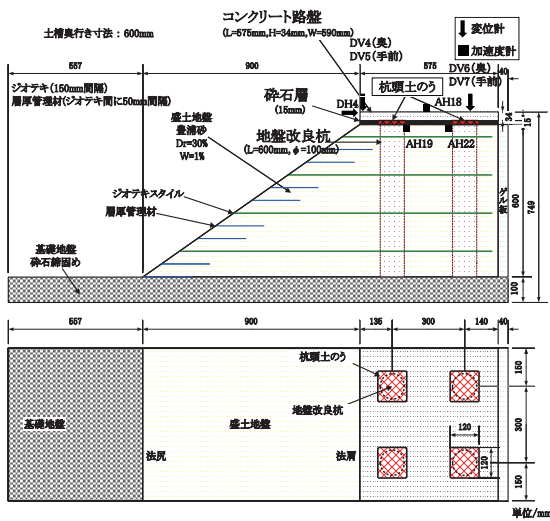 土槽奥行き寸法：600mm
コンクリート路盤
(L=575mm,H=34mm,W=590mm)
DV4(奥)
DV5(手前)
変位計
加速度計
557
900
575
40
DV6(奥)
DV7(手前)
ジオテキ(150mm間隔)
層厚管理材(ジオテキ間に50mm間隔)
砕石層
(15mm)
DH4
杭頭土のう
AH18
34
15
盛土地盤
豊浦砂
Dr=30%
W=1%
地盤改良杭
(L=600mm,φ=100mm)
AH19
AH22
ジオテキスタイル
層厚管理材
ゲル
600
749
基礎地盤
砕石締固め
100
557
900
135
300
140
40
杭頭土のう
150
地盤改良杭
基礎地盤
盛土地盤
300
120
法尻
法肩
120
150
単位/mm